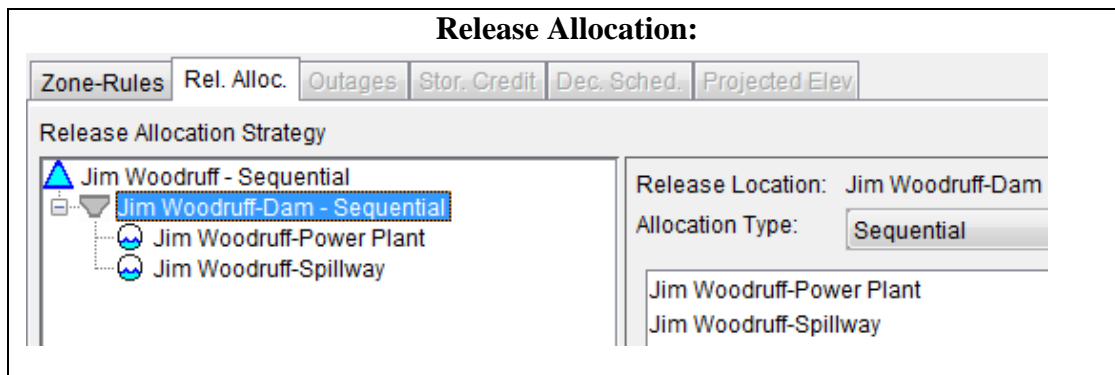 Release Allocation:
Zone-Rules Rel. Alloc. Outages Stor. Credit Dec. Sched. Projected Elev
Release Allocation Strategy
Jim Woodruff - Sequential
Jim Woodruff-Dam - Sequential
Jim Woodruff-Power Plant
Jim Woodruff-Spillway
Release Location: Jim Woodruff-Dam
Allocation Type: Sequential
Jim Woodruff-Power Plant
Jim Woodruff-Spillway